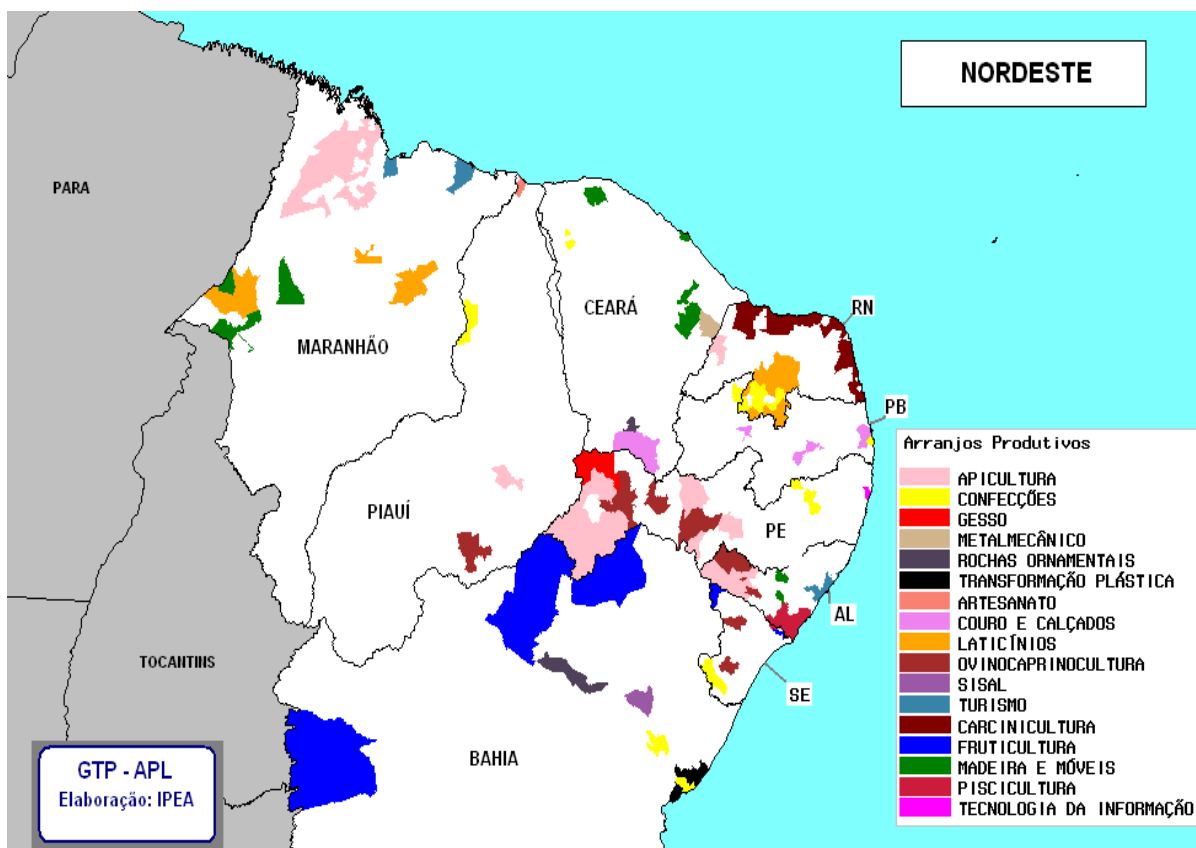 NORDESTE
PARA
RN
CEARÁ
MARANHÃO
PB
Arranjos Produtivos
APICULTURA
CONFECÇÕES
GESSO
METALMECÂNICO
ROCHAS ORNAMENTAIS
TRANSFORMAÇÃO PLÁSTICA
ARTESANATO
COURO E CALÇADOS
LATICÍNIOS
OVINOCAPRINOCULTURA
SISAL
TURISMO
CARCINICULTURA
FRUTICULTURA
MADEIRA E MÓVEIS
PISCICULTURA
TECNOLOGIA DA INFORMAÇÃO
PIAUÍ
PE
AL
TOCANTINS
SE
BAHIA
GTP - APL
Elaboração: IPEA